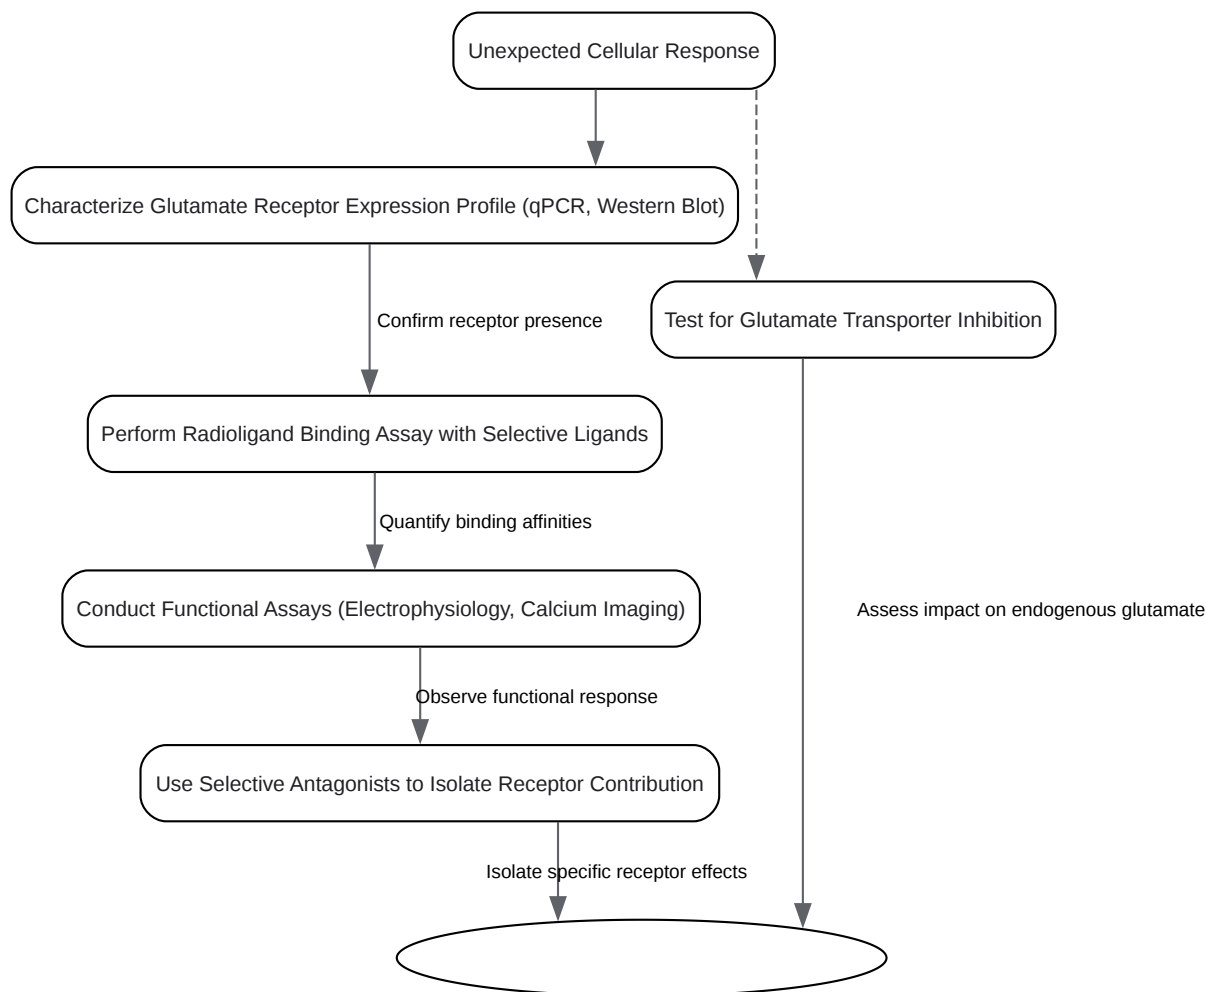 Unexpected Cellular Response
Characterize Glutamate Receptor Expression Profile (qPCR, Western Blot)
Confirm receptor presence
Test for Glutamate Transporter Inhibition
Perform Radioligand Binding Assay with Selective Ligands
Quantify binding affinities
Conduct Functional Assays (Electrophysiology, Calcium Imaging)
Assess impact on endogenous glutamate
Observe functional response
Use Selective Antagonists to Isolate Receptor Contribution
Isolate specific receptor effects